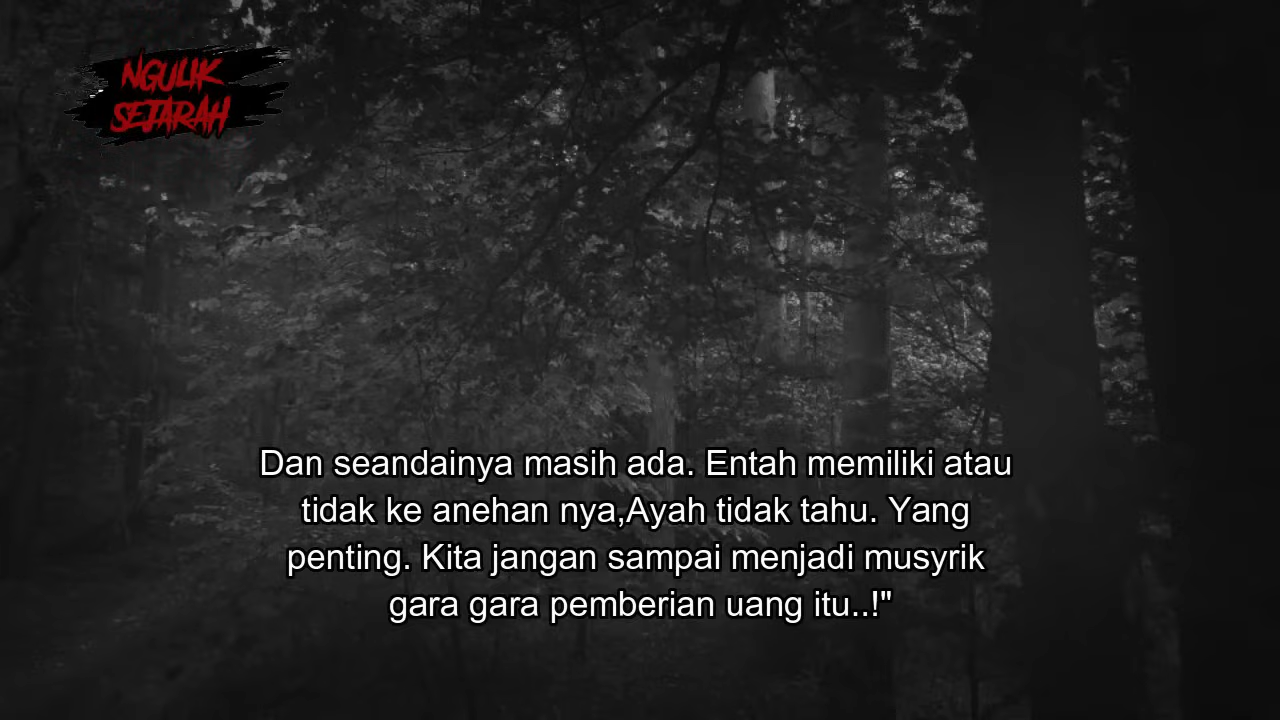 NGULIK
SEJARAH
Dan seandainya masih ada. Entah memiliki atau
tidak ke anehan nya,Ayah tidak tahu. Yang
penting. Kita jangan sampai menjadi musyrik
gara gara pemberian uang itu..!"